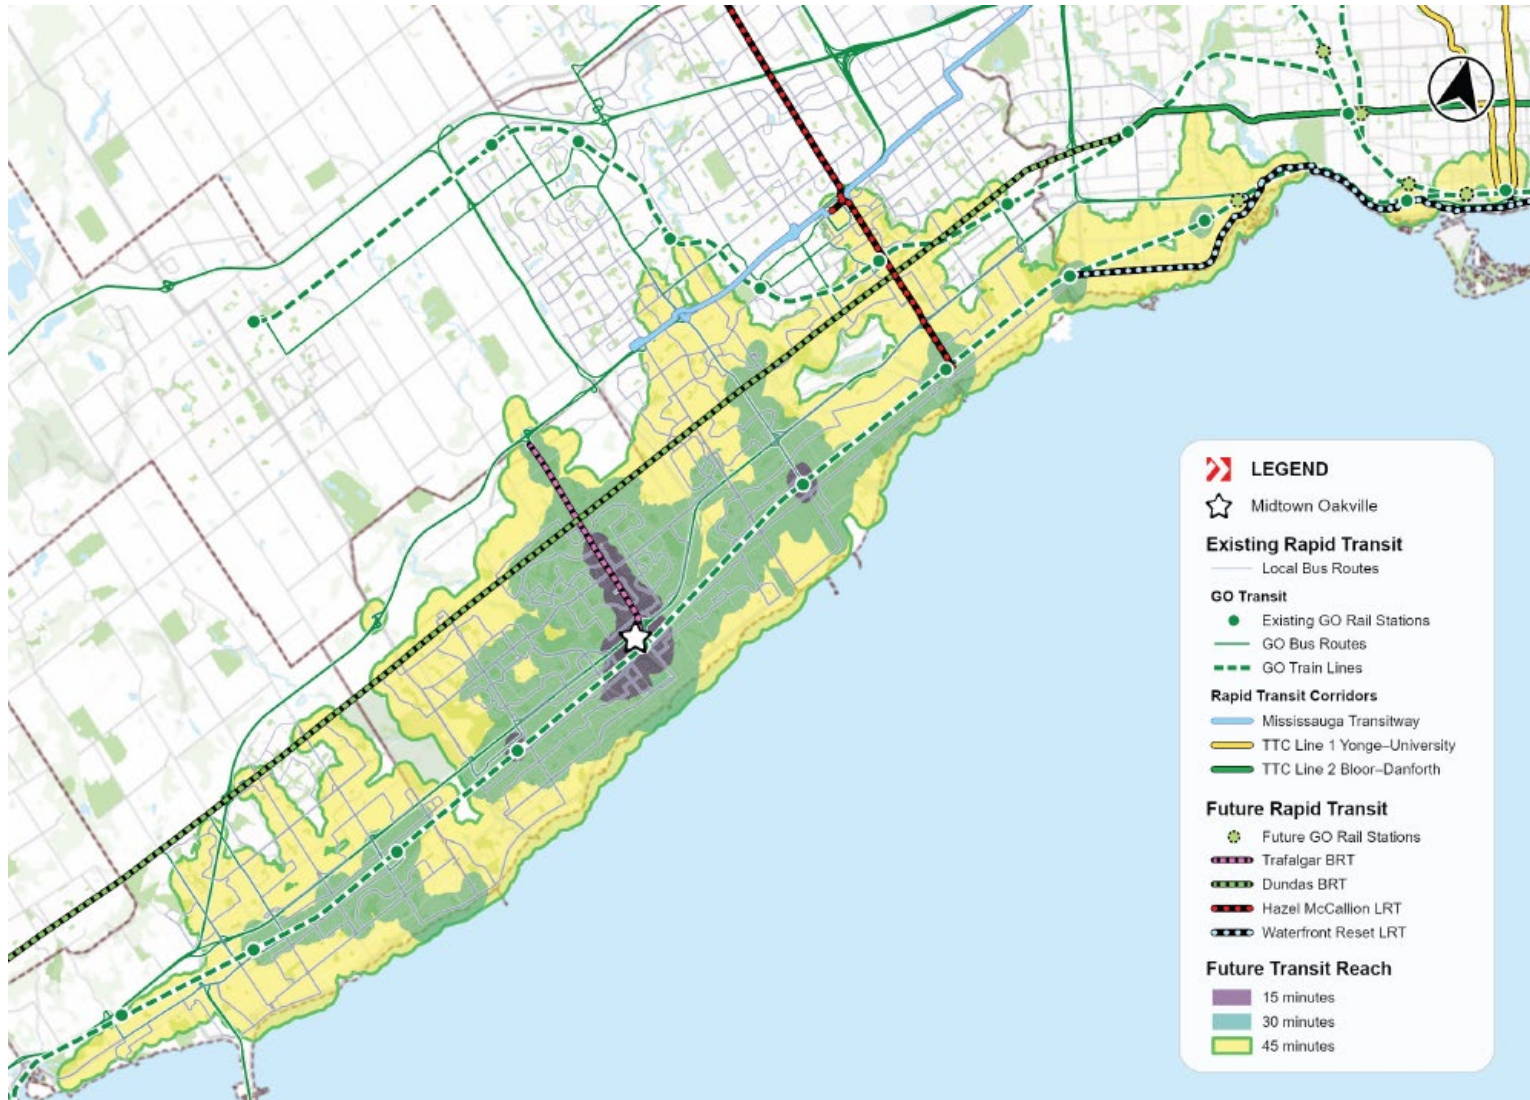 LEGEND
Midtown Oakville
Existing Rapid Transit
Local Bus Routes
GO Transit
Existing GO Rail Stations
GO Bus Routes
GO Train Lines
Rapid Transit Corridors
Mississauga Transitway
TTC Line 1 Yonge–University
TTC Line 2 Bloor–Danforth
Future Rapid Transit
Future GO Rail Stations
Trafalgar BRT
Dundas BRT
Hazel McCallion LRT
Waterfront Reset LRT
Future Transit Reach
15 minutes
30 minutes
45 minutes